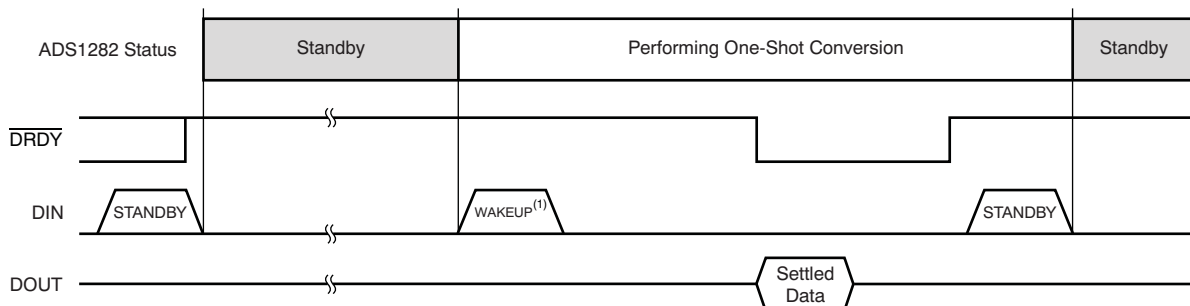 ADS1282 Status
Standby
Performing One-Shot Conversion
Standby
DRDY
DIN
STANDBY
WAKEUP(1)
STANDBY
DOUT
Settled
Data